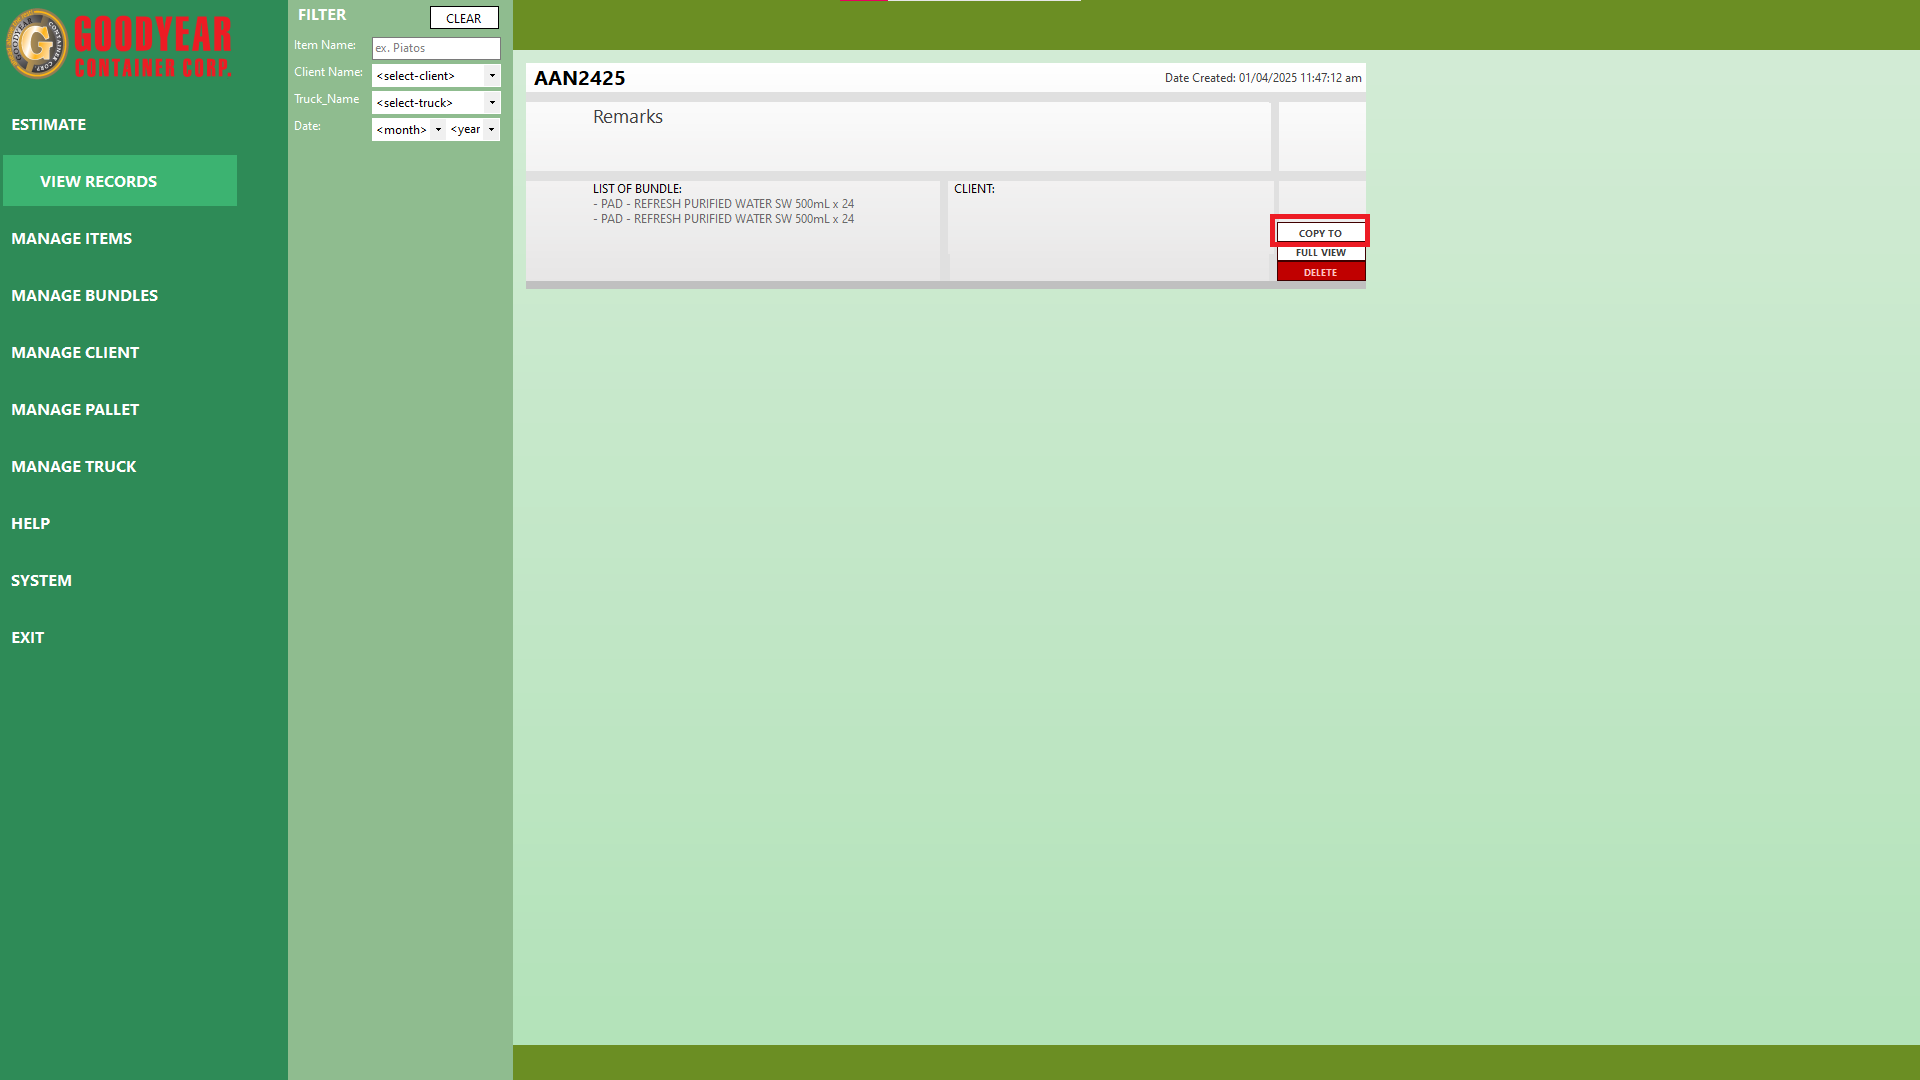 GOODYEAR
CONTAINER CORP.
ESTIMATE
VIEW RECORDS
MANAGE ITEMS
MANAGE BUNDLES
MANAGE CLIENT
MANAGE PALLET
MANAGE TRUCK
HELP
SYSTEM
EXIT
FILTER
CLEAR
Item Name:
ex. Piatos
Client Name:
<select-client>
Truck_Name
<select-truck>
Date:
<month>
<year
AAN2425
Date Created: 01/04/2025 11:47:12 am
Remarks
LIST OF BUNDLE:
- PAD - REFRESH PURIFIED WATER SW 500mL x 24
- PAD - REFRESH PURIFIED WATER SW 500mL x 24
CLIENT:
COPY TO
FULL VIEW
DELETE